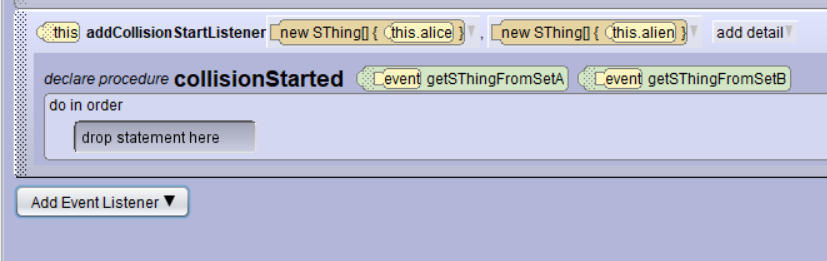 this addCollisionStartListener new SThing[] { this.alice } , new SThing[] { this.alien } add detail
declare procedure collisionStarted event getSThingFromSetA event getSThingFromSetB
do in order
drop statement here
Add Event Listener